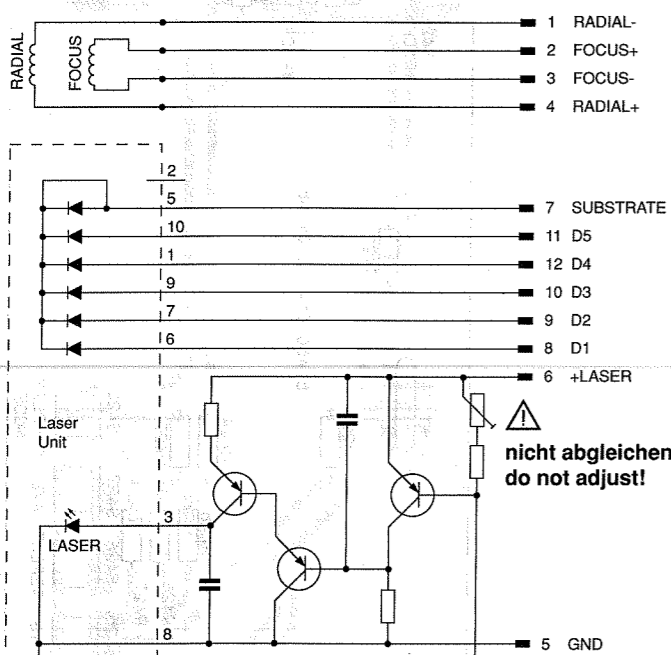 1 RADIAL-
2 FOCUS+
3 FOCUS-
4 RADIAL+
RADIAL
FOCUS
2
5
7 SUBSTRATE
10
11 D5
1
12 D4
9
10 D3
7
9 D2
6
8 D1
6 +LASER
Laser
Unit
nicht abgleichen
do not adjust!
3
LASER
8
5 GND